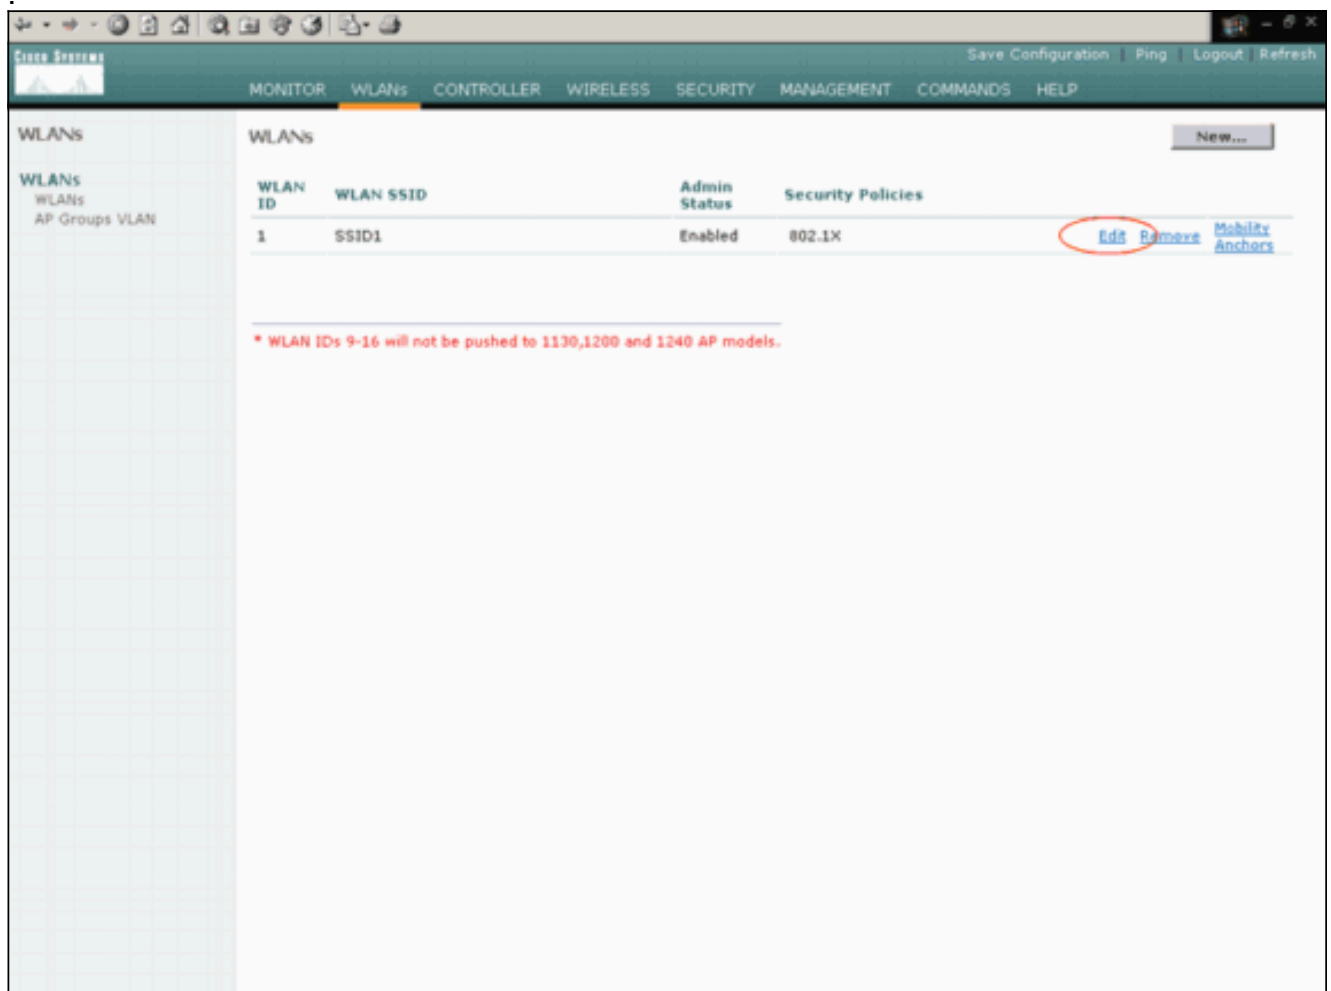 .
Save Configuration | Ping | Logout | Refresh
CISCO SYSTEMS
MONITOR WLANs CONTROLLER WIRELESS SECURITY MANAGEMENT COMMANDS HELP
WLANs
WLANs
WLANs
AP Groups VLAN
WLANs
New...
WLAN ID WLAN SSID Admin Status Security Policies
1 SSID1 Enabled 802.1X Edit Remove Mobility Anchors
* WLAN IDs 9-16 will not be pushed to 1130,1200 and 1240 AP models.